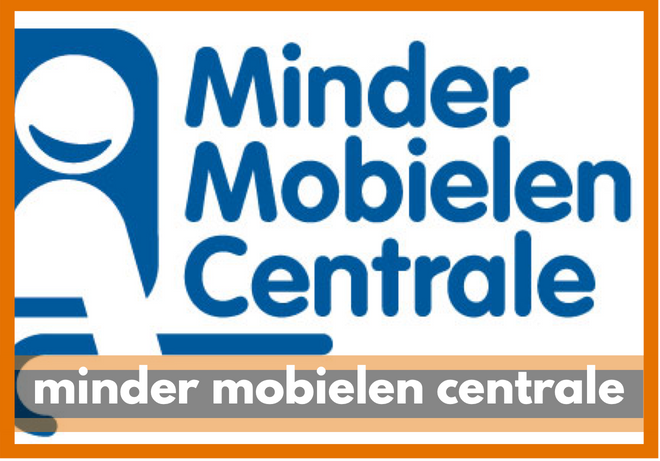 Minder
Mobielen
Centrale
minder mobielen centrale